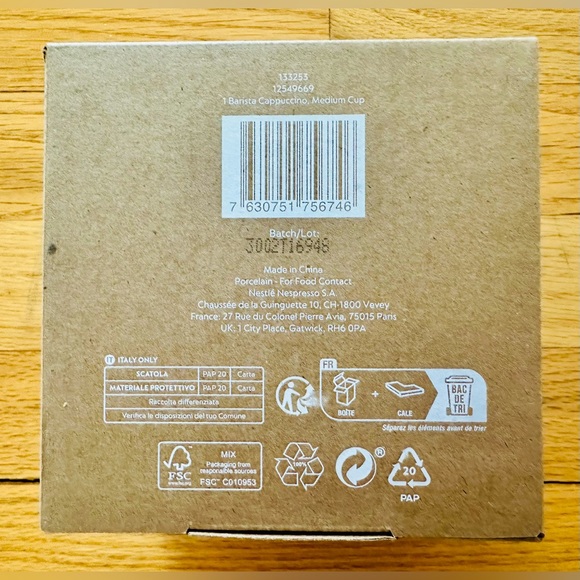 133253
12549669
1 Barista Cappuccino, Medium Cup
7 630751 756746
Batch/Lot:
3002T16948
Made in China
Porcelain - For Food Contact
Nestlé Nespresso S.A
Chaussée de la Guinguette 10, CH-1800 Vevey
France: 27 Rue du Colonel Pierre Avia, 75015 Paris
UK: 1 City Place, Gatwick, RH6 0PA
IT ITALY ONLY
SCATOLA PAP 20 Carte
MATERIALE PROTETTIVO PAP 20 Carta
Raccolta differenziata
Verifica le disposizioni del tuo Comune
FR
BOÎTE + CALE
BAC DE TRI
Séparez les éléments avant de trier
FSC
MIX
Packaging from responsible sources
FSC™ C010953
100%
®
20
PAP